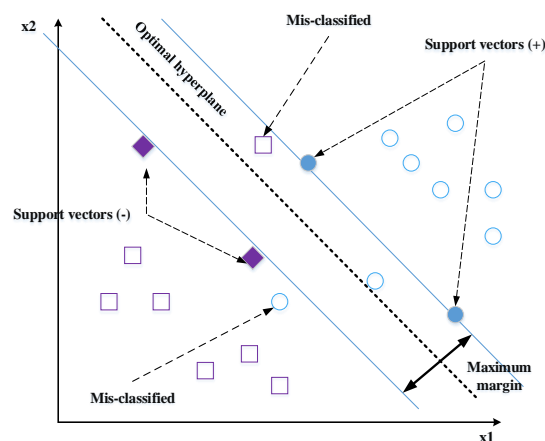 x2
Mis-classified
Optimal hyperplane
Support vectors (+)
Support vectors (-)
Mis-classified
Maximum
margin
x1